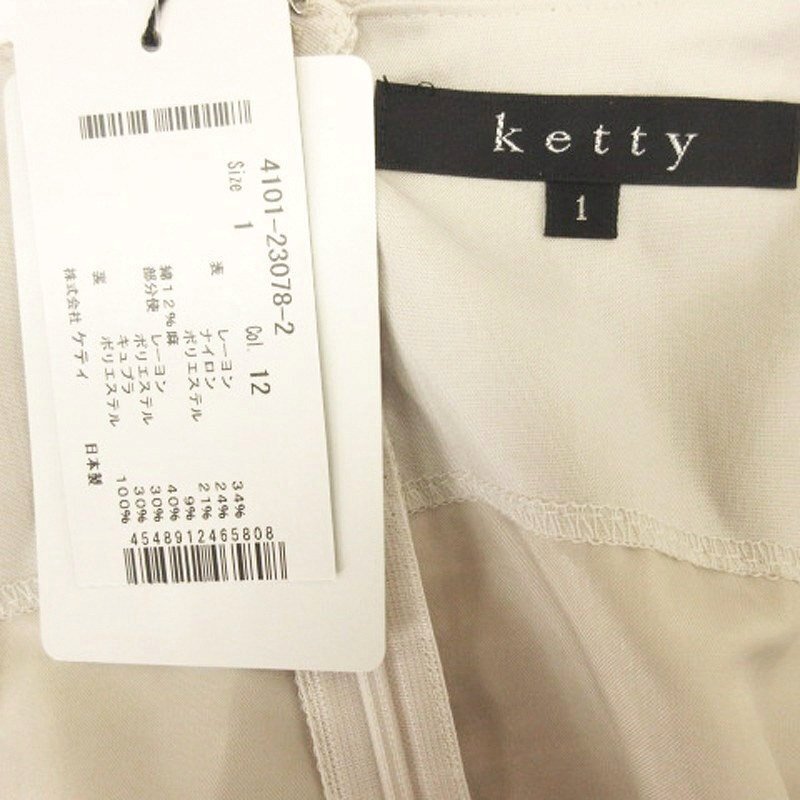 ketty
1
4101-23078-2
Size 1 Col. 12
表 レーヨン 34%
ナイロン 24%
ポリエステル 21%
綿12%麻 9%
部分使 レーヨン 40%
ポリエステル 30%
キュプラ 30%
裏 ポリエステル 100%
株式会社 ケティ 日本製
4548912465808